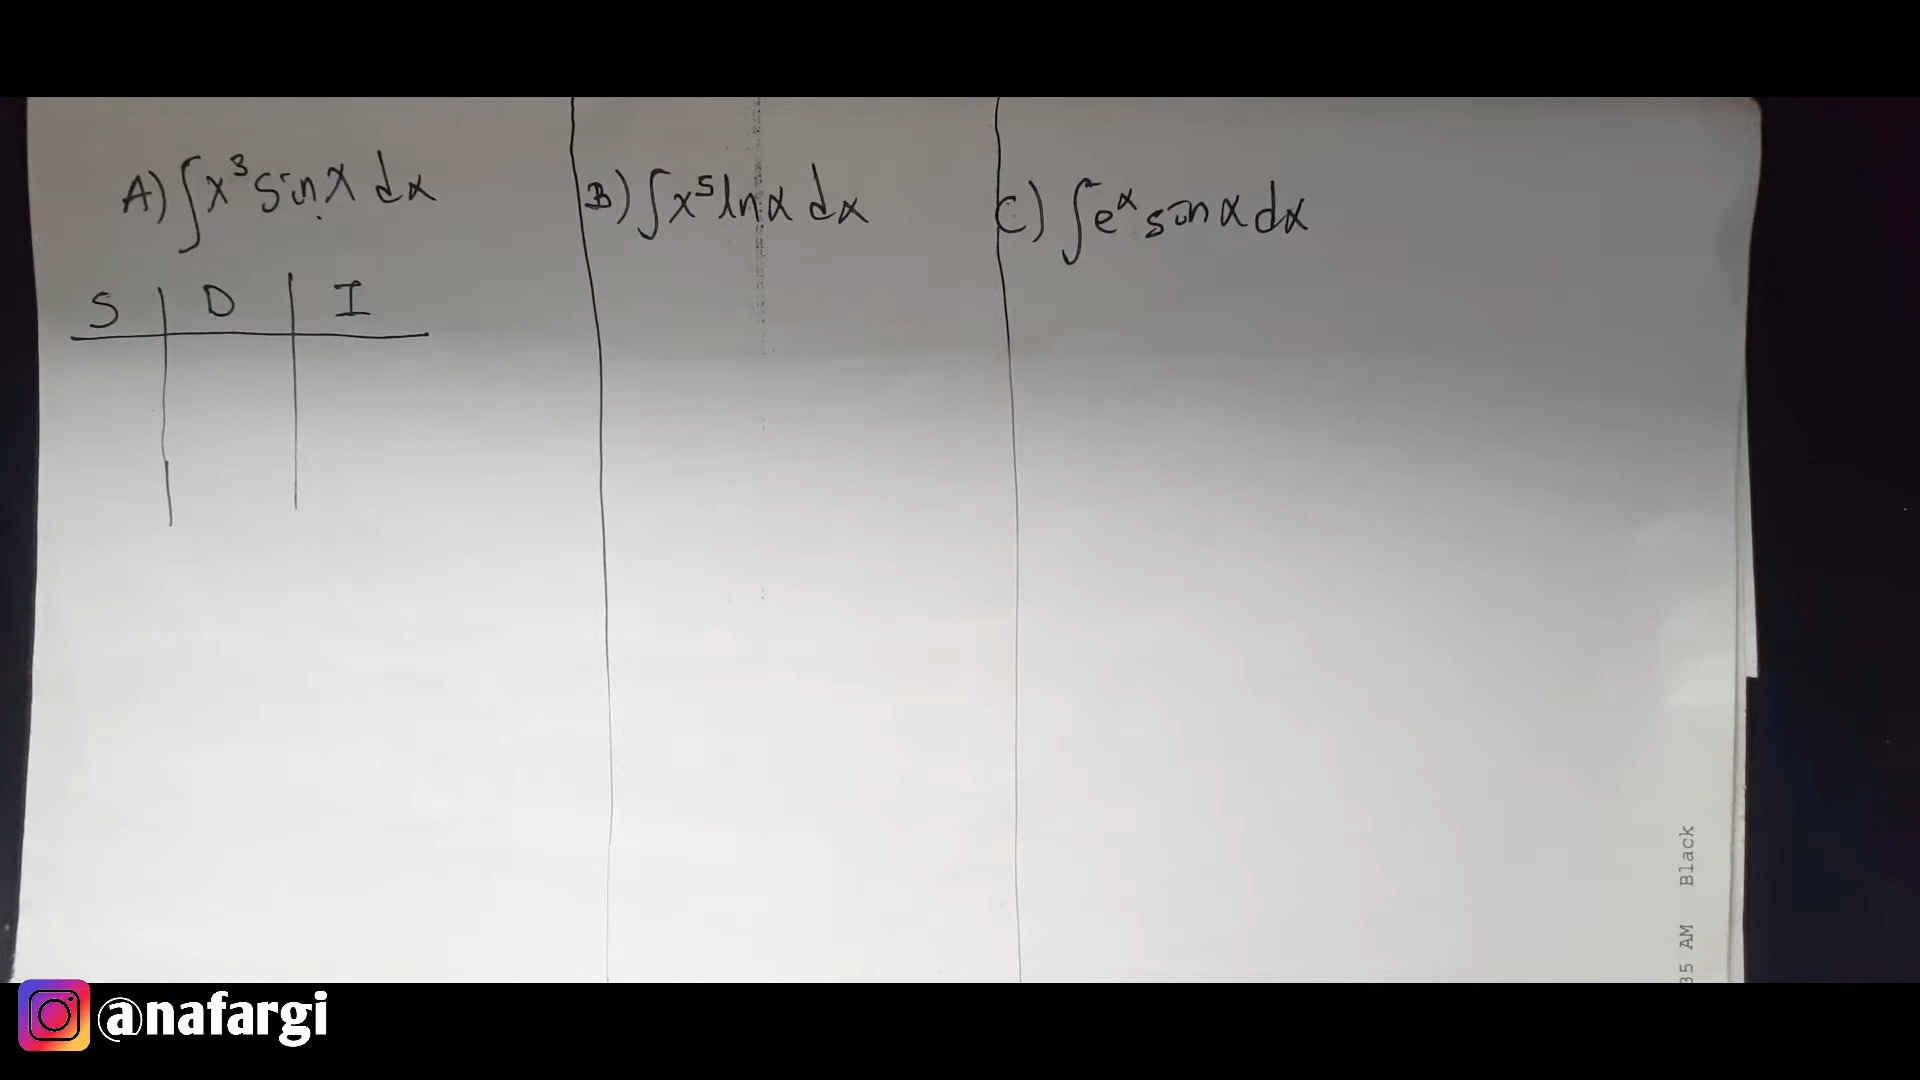 A) ∫x³ sin x dx
S | D | I
B) ∫x⁵ ln x dx
C) ∫eˣ sin x dx
35 AM Black
@nafargi